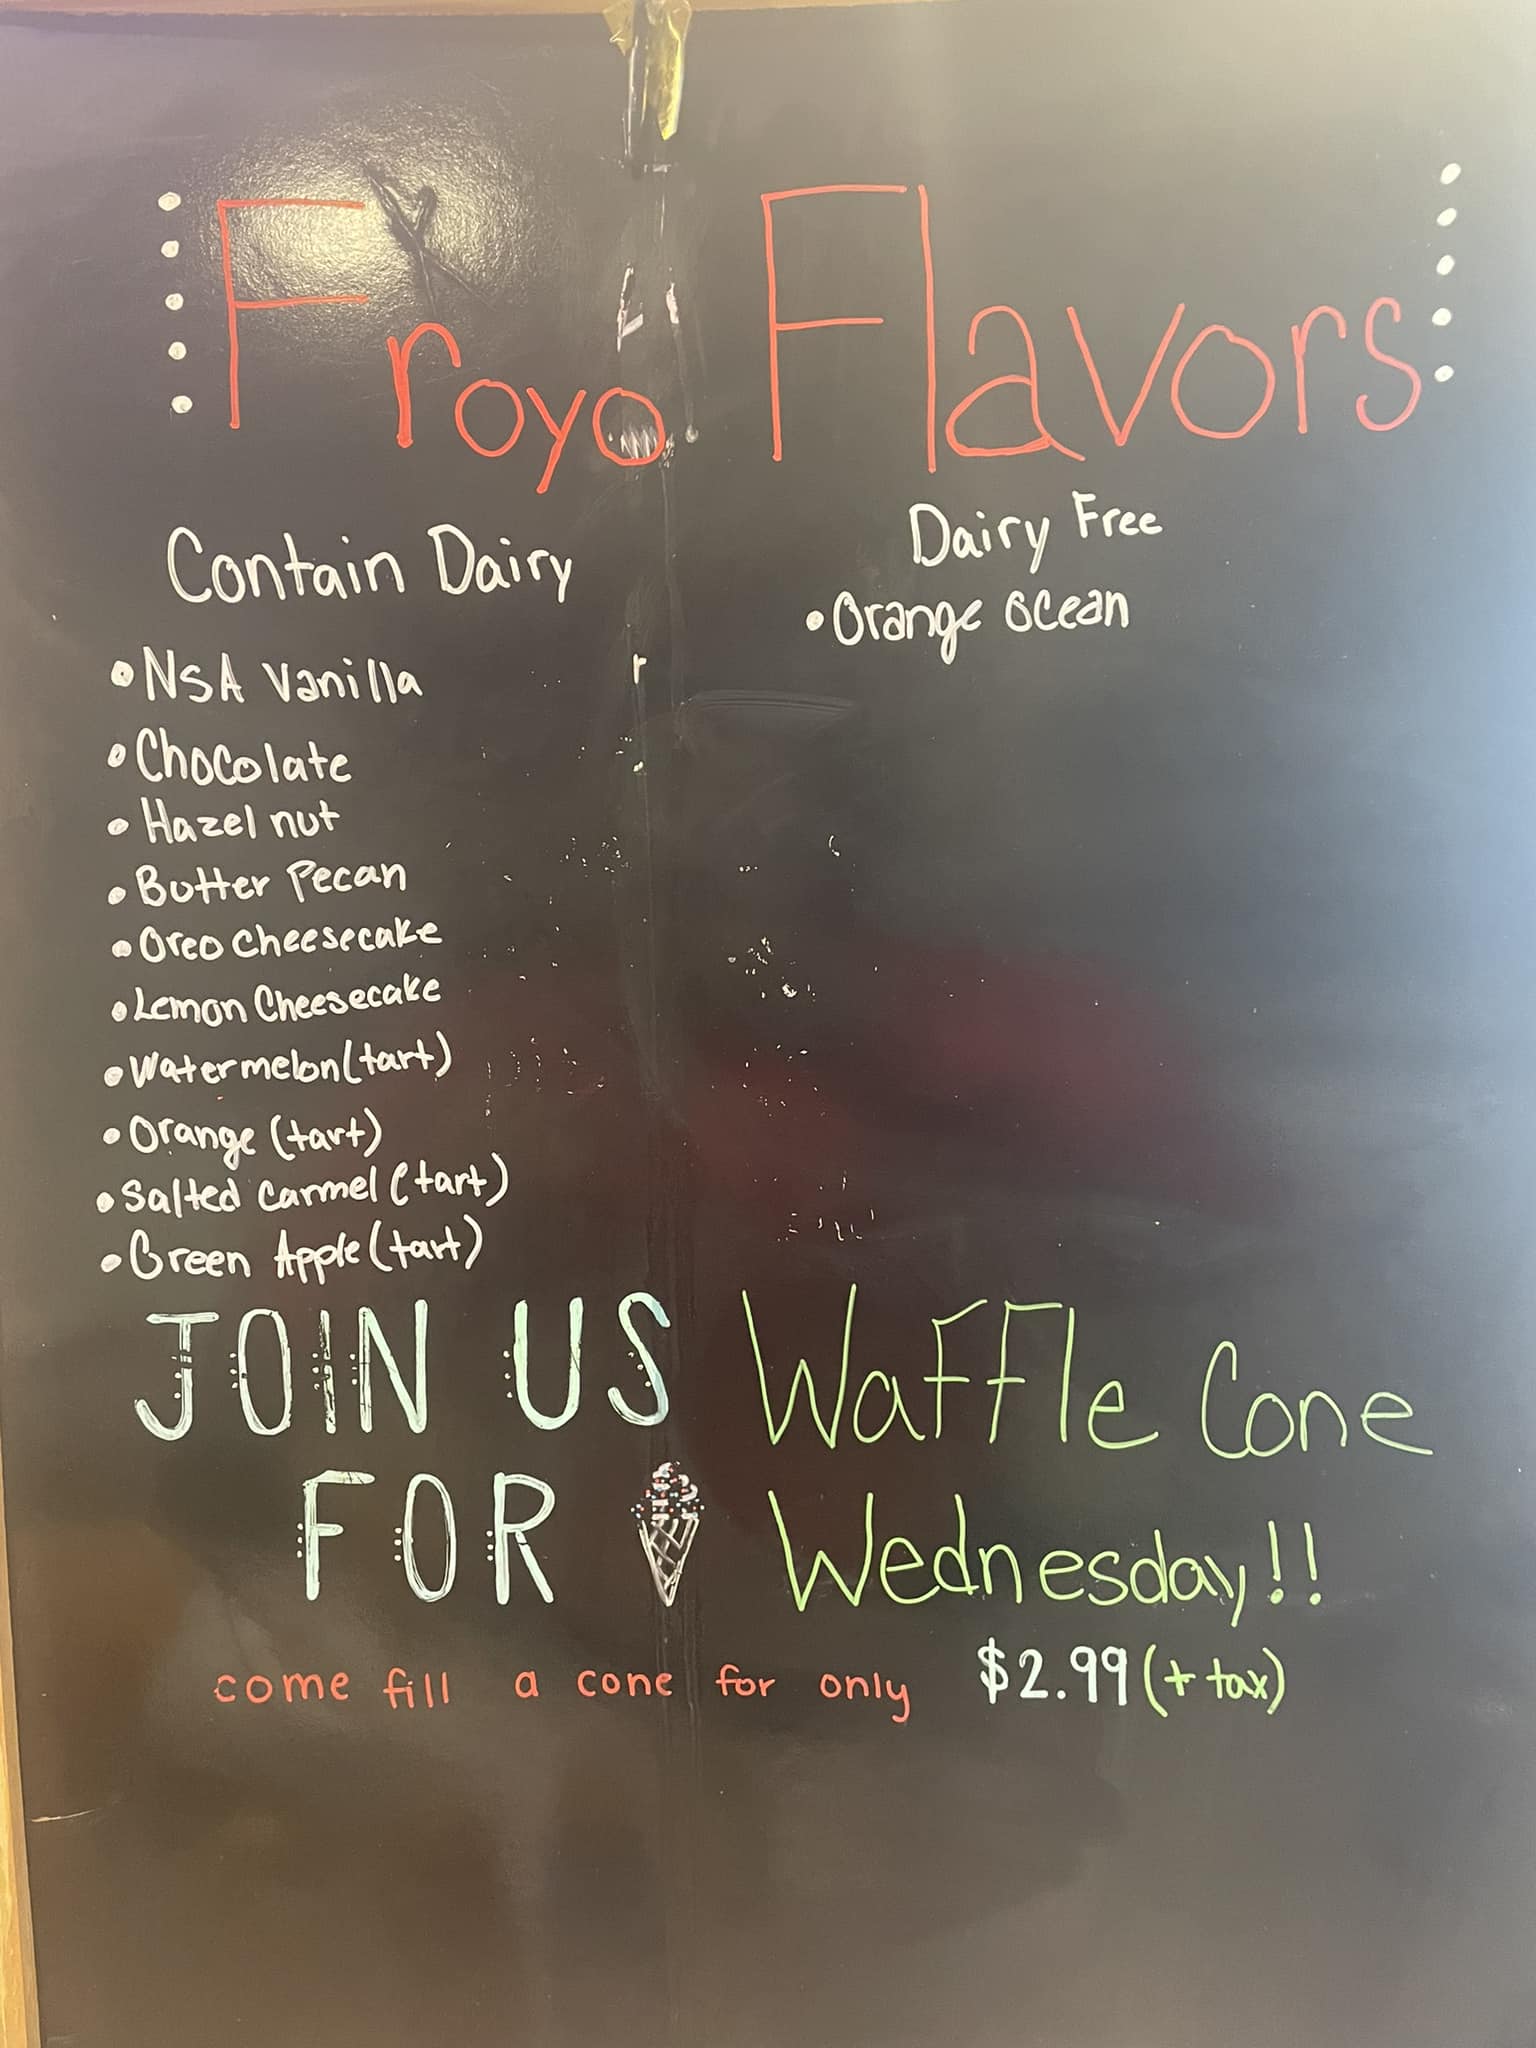 Froyo Flavors
Contain Dairy
• NSA Vanilla
• Chocolate
• Hazel nut
• Butter Pecan
• Oreo Cheesecake
• Lemon Cheesecake
• Watermelon (tart)
• Orange (tart)
• Salted Carmel (tart)
• Green Apple (tart)
Dairy Free
• Orange Ocean
JOIN US
FOR
Waffle Cone
Wednesday!!
come fill a cone for only $2.99 (+ tax)